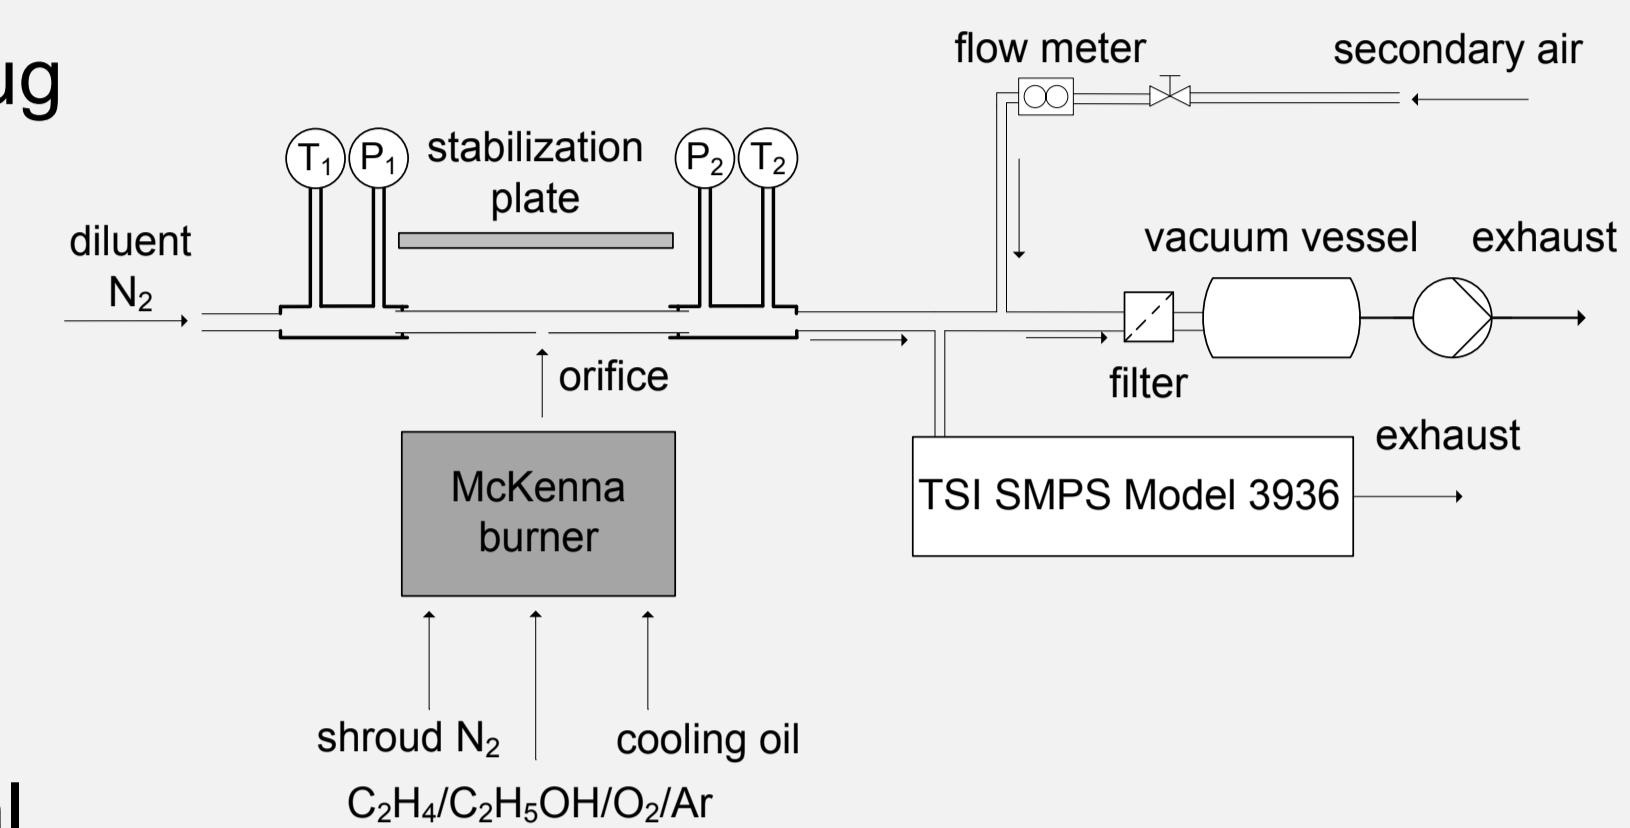 flow meter
secondary air
T₁
P₁
stabilization
plate
P₂
T₂
diluent
N₂
vacuum vessel
exhaust
orifice
filter
exhaust
McKenna
burner
TSI SMPS Model 3936
shroud N₂
cooling oil
C₂H₄/C₂H₅OH/O₂/Ar